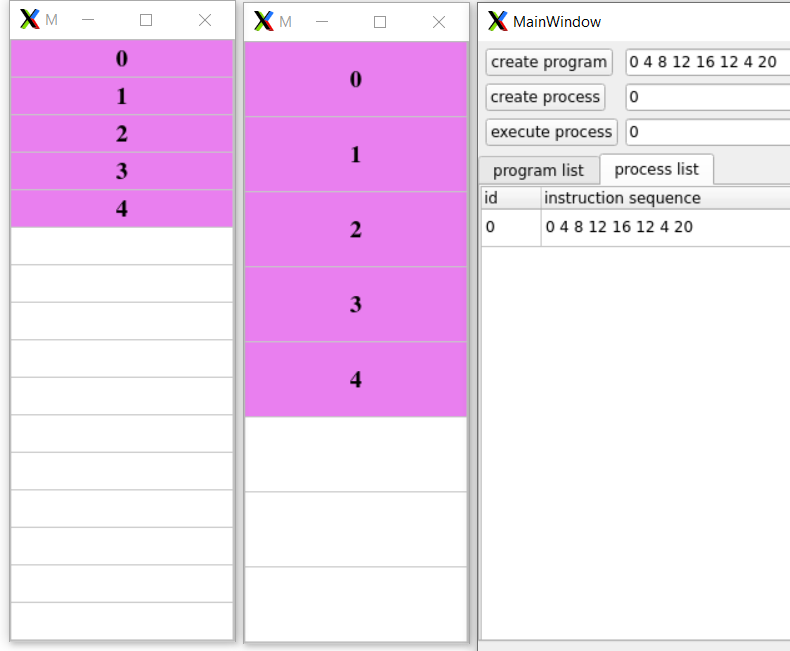 M
0
1
2
3
4
M
0
1
2
3
4
MainWindow
create program 0 4 8 12 16 12 4 20
create process 0
execute process 0
program list process list
id instruction sequence
0 0 4 8 12 16 12 4 20